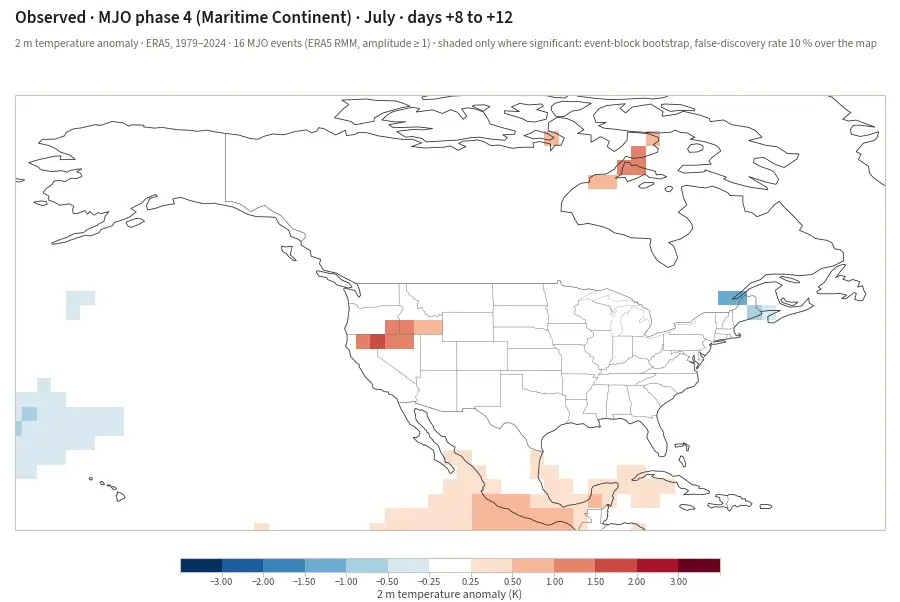 Observed · MJO phase 4 (Maritime Continent) · July · days +8 to +12
2 m temperature anomaly · ERA5, 1979–2024 · 16 MJO events (ERA5 RMM, amplitude ≥ 1) · shaded only where significant: event-block bootstrap, false-discovery rate 10 % over the map
−3.00 −2.00 −1.50 −1.00 −0.50 −0.25 0.25 0.50 1.00 1.50 2.00 3.00
2 m temperature anomaly (K)